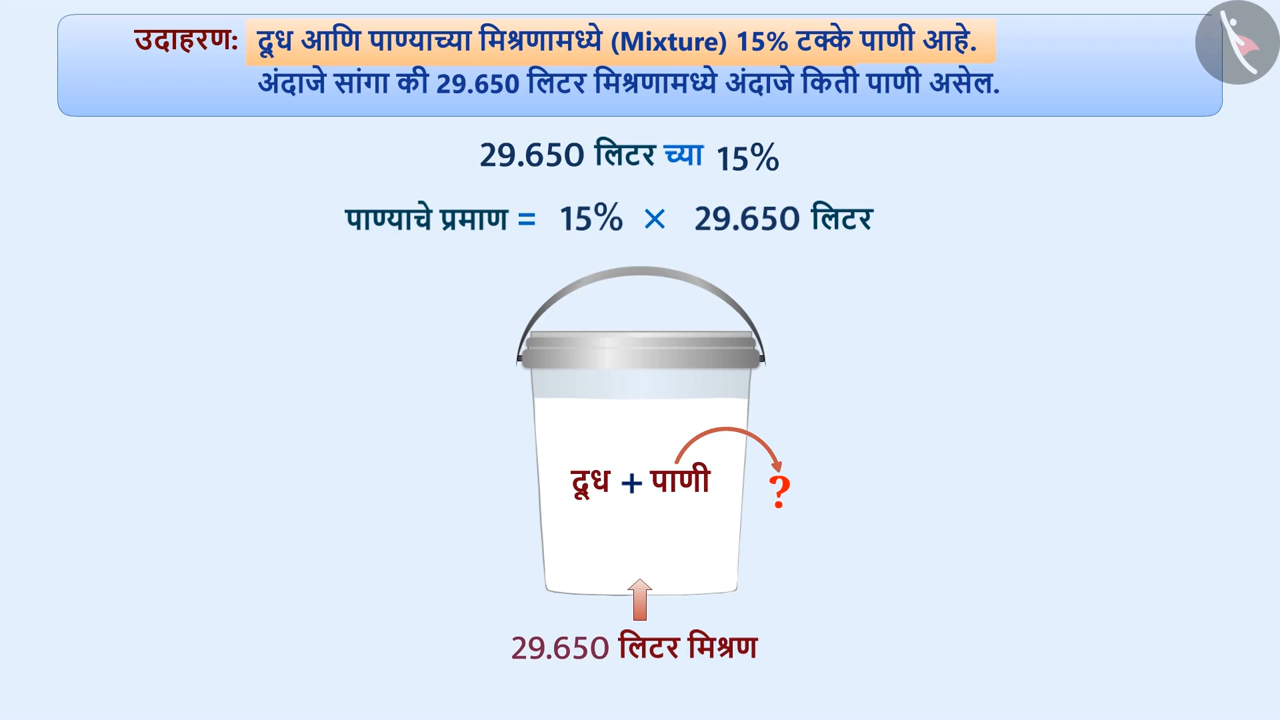 उदाहरण: दूध आणि पाण्याच्या मिश्रणामध्ये (Mixture) 15% टक्के पाणी आहे.
अंदाजे सांगा की 29.650 लिटर मिश्रणामध्ये अंदाजे किती पाणी असेल.
29.650 लिटर च्या 15%
पाण्याचे प्रमाण = 15% × 29.650 लिटर
दूध + पाणी
?
29.650 लिटर मिश्रण